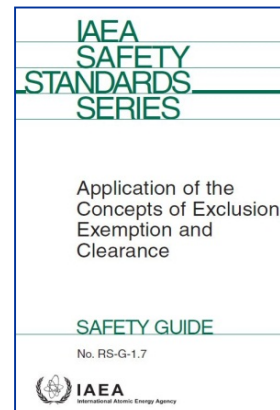 IAEA
SAFETY
STANDARDS
SERIES
Application of the
Concepts of Exclusion
Exemption and
Clearance
SAFETY GUIDE
No. RS-G-1.7
IAEA
International Atomic Energy Agency